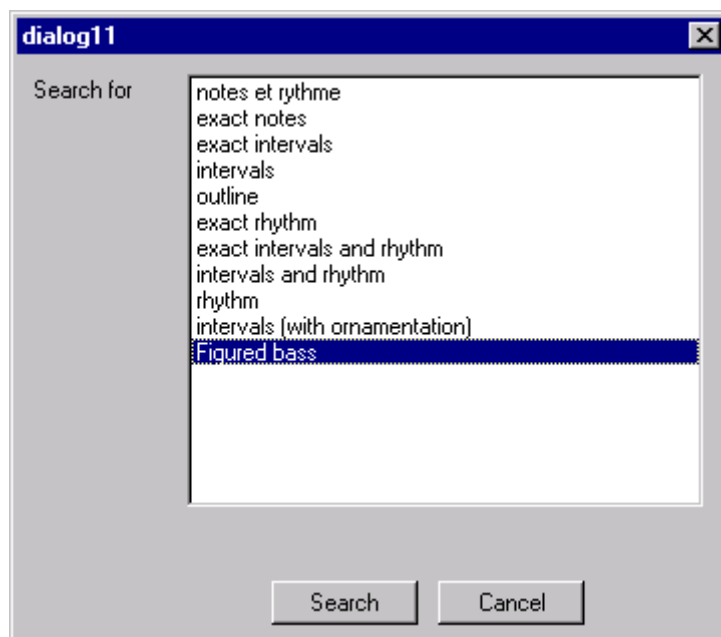 dialog11
Search for
notes et rythme
exact notes
exact intervals
intervals
outline
exact rhythm
exact intervals and rhythm
intervals and rhythm
rhythm
intervals (with ornamentation)
Figured bass
Search
Cancel